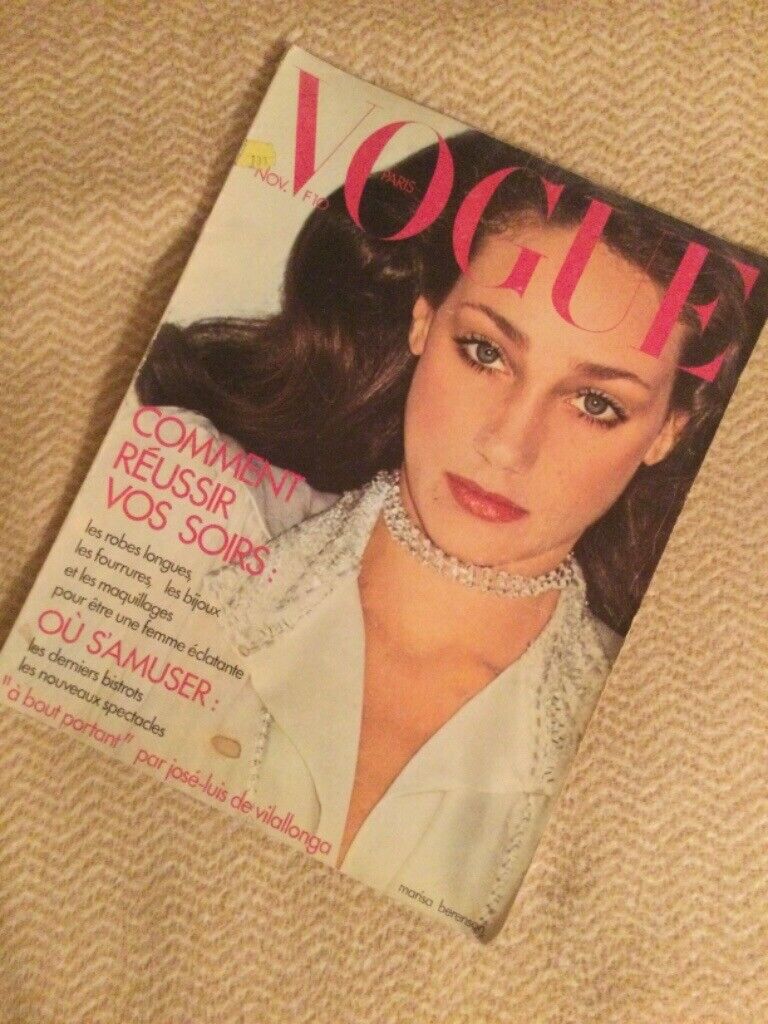 VOGUE
PARIS
NOV. F10
COMMENT
RÉUSSIR
VOS SOIRS :
les robes longues,
les fourrures, les bijoux
et les maquillages
pour être une femme éclatante
OÙ S'AMUSER :
les derniers bistrots
les nouveaux spectacles
"à bout portant" par josé-luis de vilallonga
marisa berenson